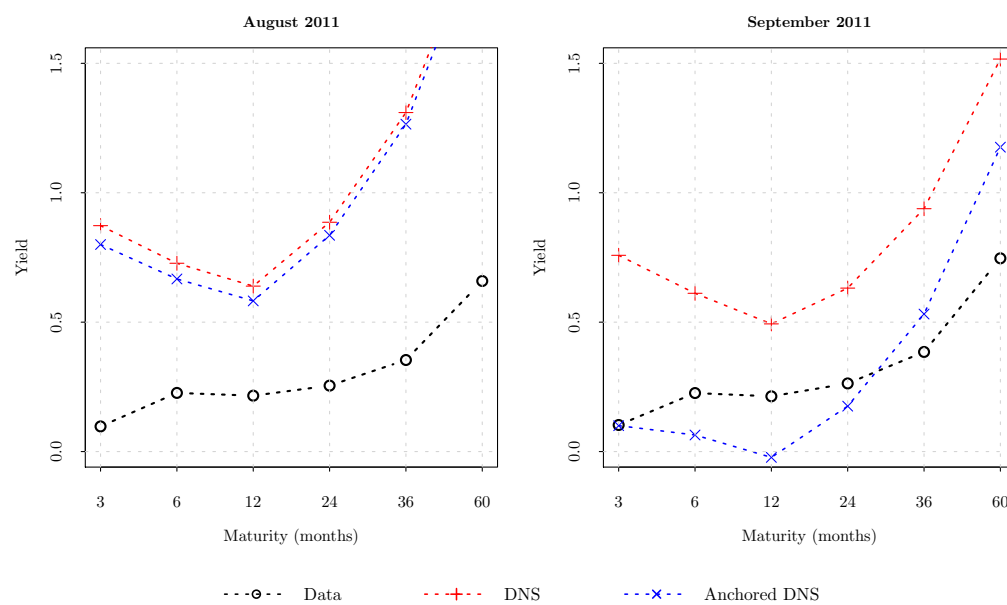 August 2011
September 2011
Yield
0.0
0.5
1.0
1.5
3
6
12
24
36
60
Maturity (months)
Yield
0.0
0.5
1.0
1.5
3
6
12
24
36
60
Maturity (months)
Data
DNS
Anchored DNS